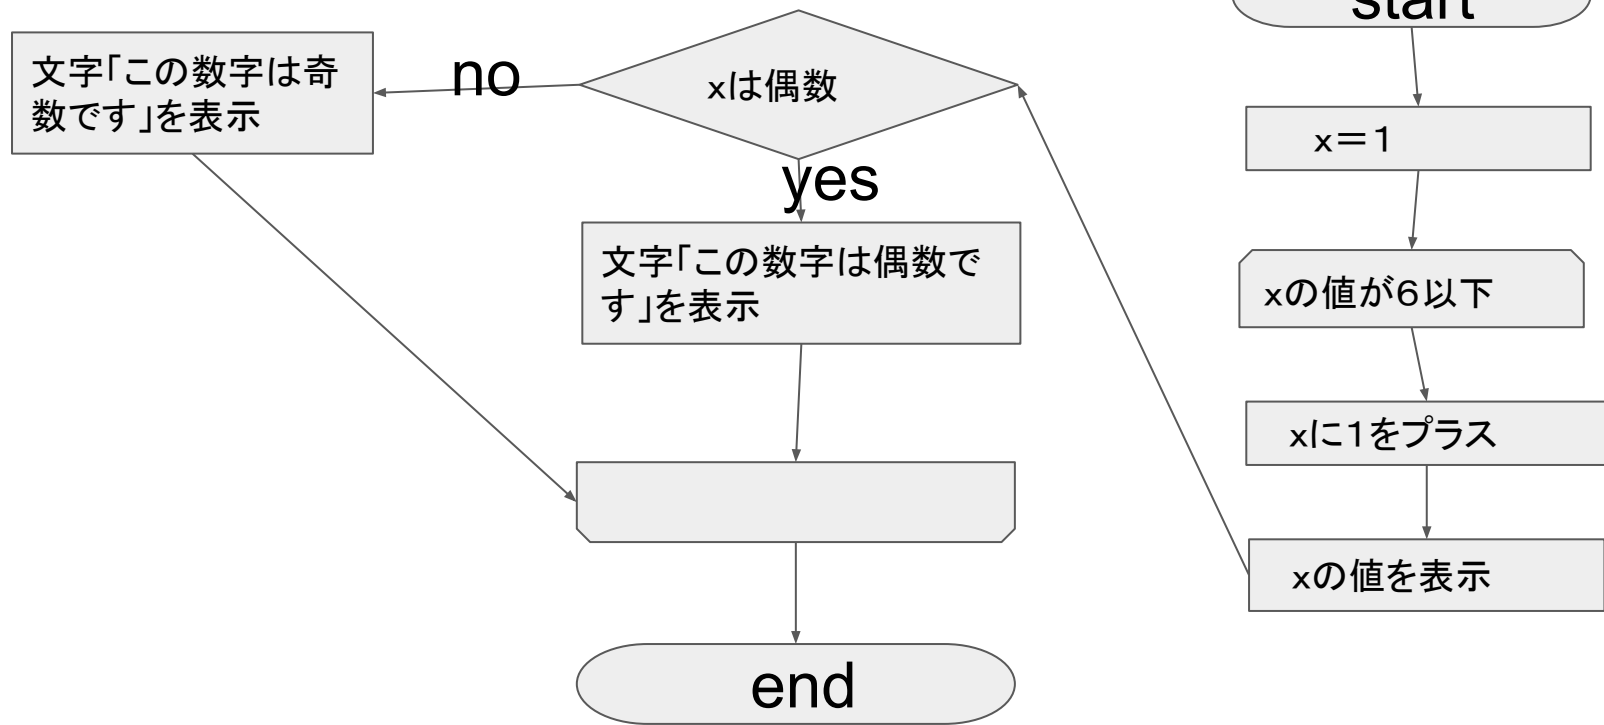 start
x＝1
xの値が６以下
xに１をプラス
xの値を表示
xは偶数
no
yes
文字｢この数字は奇
数です｣を表示
文字｢この数字は偶数で
す｣を表示
end